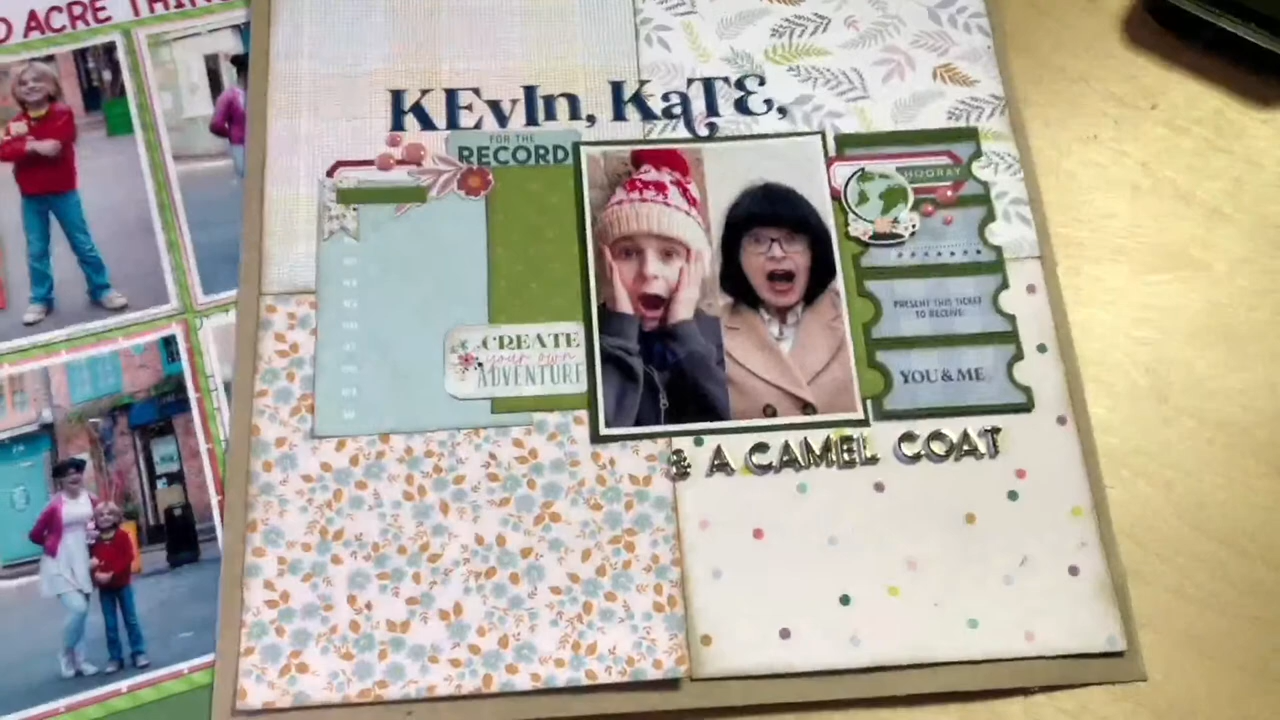 D ACRE THIN
KEvIn, KaTE,
FOR THE
RECORD
HOORAY
CREATE
your own
ADVENTURE
PRESENT THIS TICKET
TO RECEIVE
YOU&ME
& A CAMEL COAT